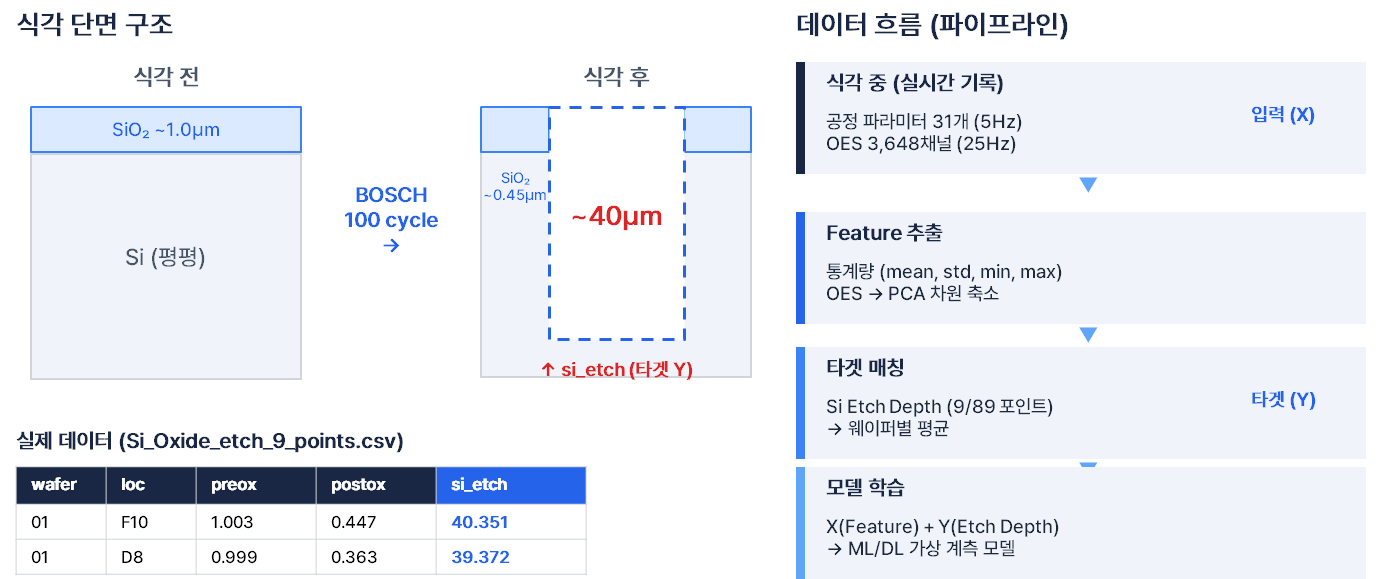 식각 단면 구조
식각 전
SiO₂ ~1.0μm
Si (평평)
BOSCH
100 cycle
→
식각 후
SiO₂
~0.45μm
~40μm
↑ si_etch (타겟 Y)
실제 데이터 (Si_Oxide_etch_9_points.csv)
wafer loc preox postox si_etch
01 F10 1.003 0.447 40.351
01 D8 0.999 0.363 39.372
데이터 흐름 (파이프라인)
식각 중 (실시간 기록)
공정 파라미터 31개 (5Hz)
OES 3,648채널 (25Hz)
입력 (X)
Feature 추출
통계량 (mean, std, min, max)
OES → PCA 차원 축소
타겟 매칭
Si Etch Depth (9/89 포인트)
→ 웨이퍼별 평균
타겟 (Y)
모델 학습
X(Feature) + Y(Etch Depth)
→ ML/DL 가상 계측 모델